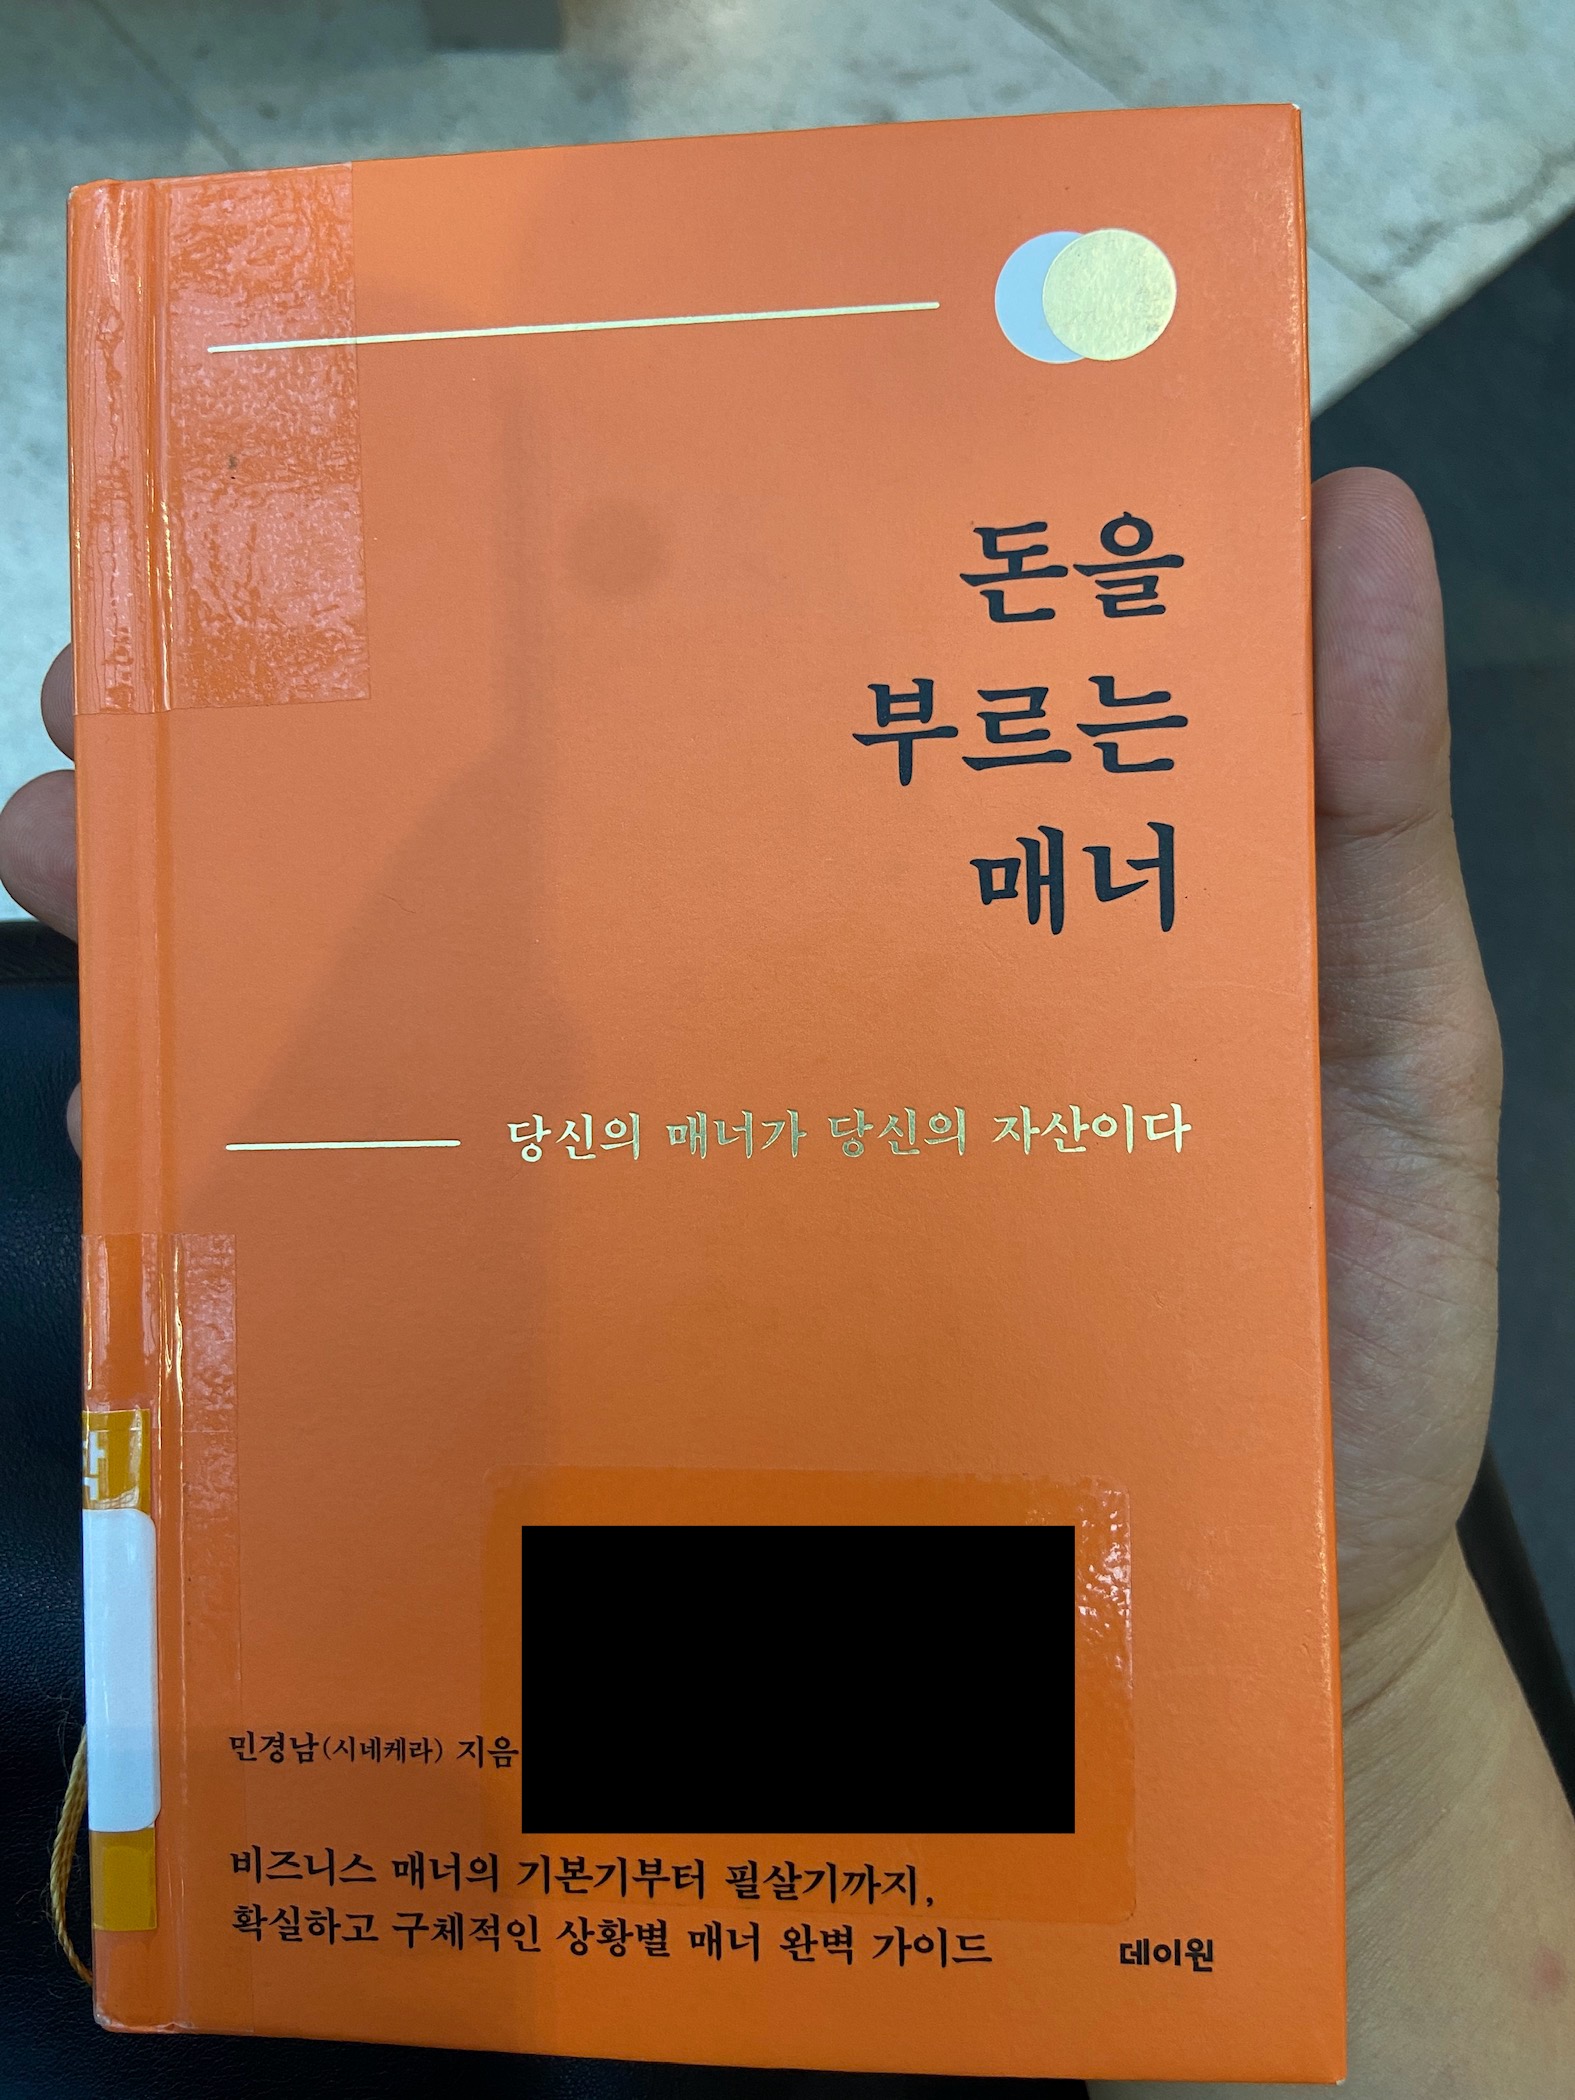 돈을
부르는
매너
당신의 매너가 당신의 자산이다
민경남(시네케라) 지음
비즈니스 매너의 기본기부터 필살기까지,
확실하고 구체적인 상황별 매너 완벽 가이드
데이원